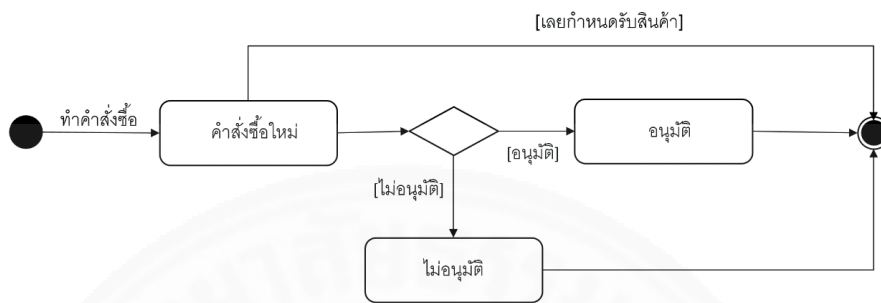 [เลยกำหนดรับสินค้า]
ทำคำสั่งซื้อ
คำสั่งซื้อใหม่
อนุมัติ
[อนุมัติ]
[ไม่อนุมัติ]
ไม่อนุมัติ